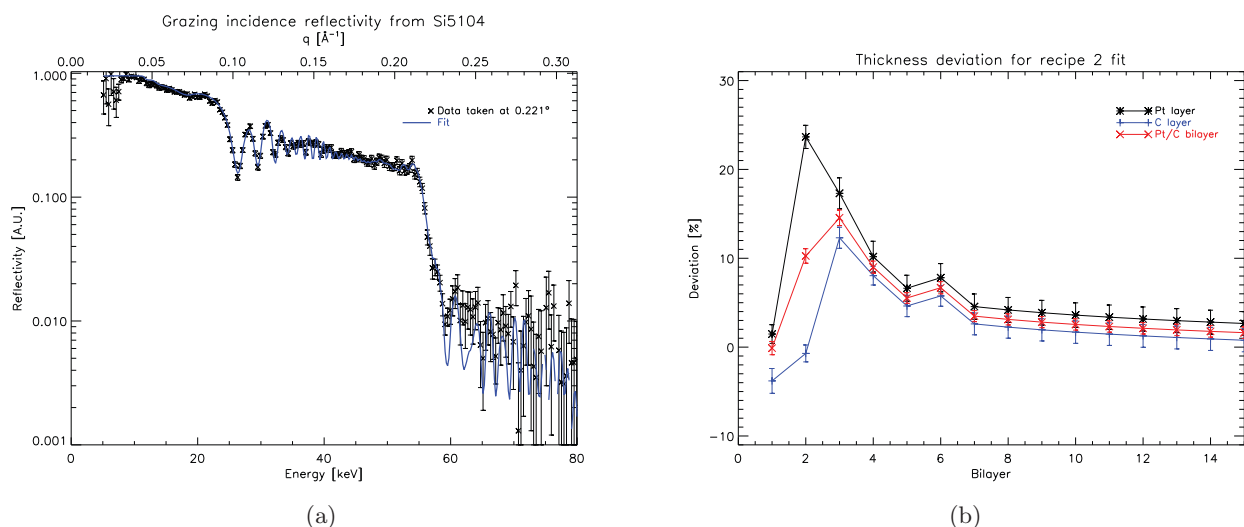 Grazing incidence reflectivity from Si5104
q [Å⁻¹]
0.00 0.05 0.10 0.15 0.20 0.25 0.30
1.000
0.100
0.010
0.001
Reflectivity [A.U.]
Data taken at 0.221°
Fit
0 20 40 60 80
Energy [keV]
(a)
Thickness deviation for recipe 2 fit
30
20
10
0
−10
Deviation [%]
Pt layer
C layer
Pt/C bilayer
0 2 4 6 8 10 12 14
Bilayer
(b)